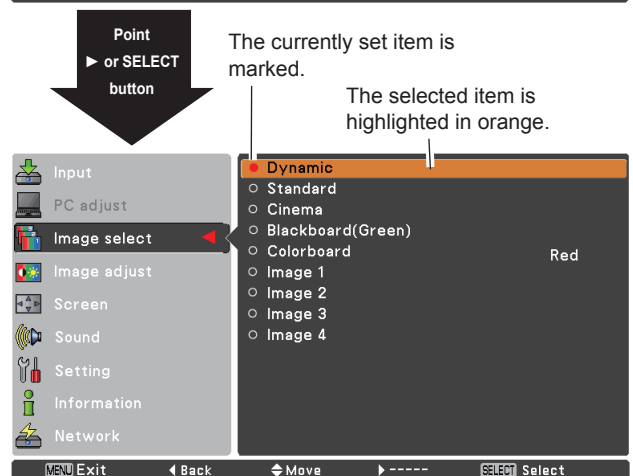 Point
► or SELECT
button
The currently set item is
marked.
The selected item is
highlighted in orange.
Input
PC adjust
Image select
Image adjust
Screen
Sound
Setting
Information
Network
Dynamic
Standard
Cinema
Blackboard(Green)
Colorboard Red
Image 1
Image 2
Image 3
Image 4
MENU Exit ◄ Back Move ► ----- SELECT Select